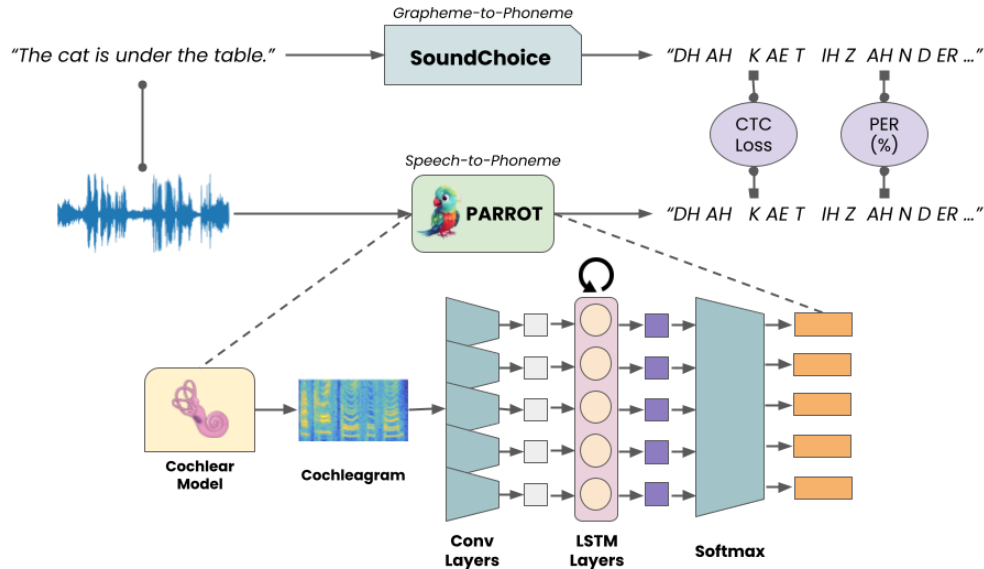 Grapheme-to-Phoneme
“The cat is under the table.”
SoundChoice
“DH AH K AE T IH Z AH N D ER ...”
CTC
Loss
PER
(%)
Speech-to-Phoneme
PARROT
“DH AH K AE T IH Z AH N D ER ...”
Cochlear
Model
Cochleagram
Conv
Layers
LSTM
Layers
Softmax